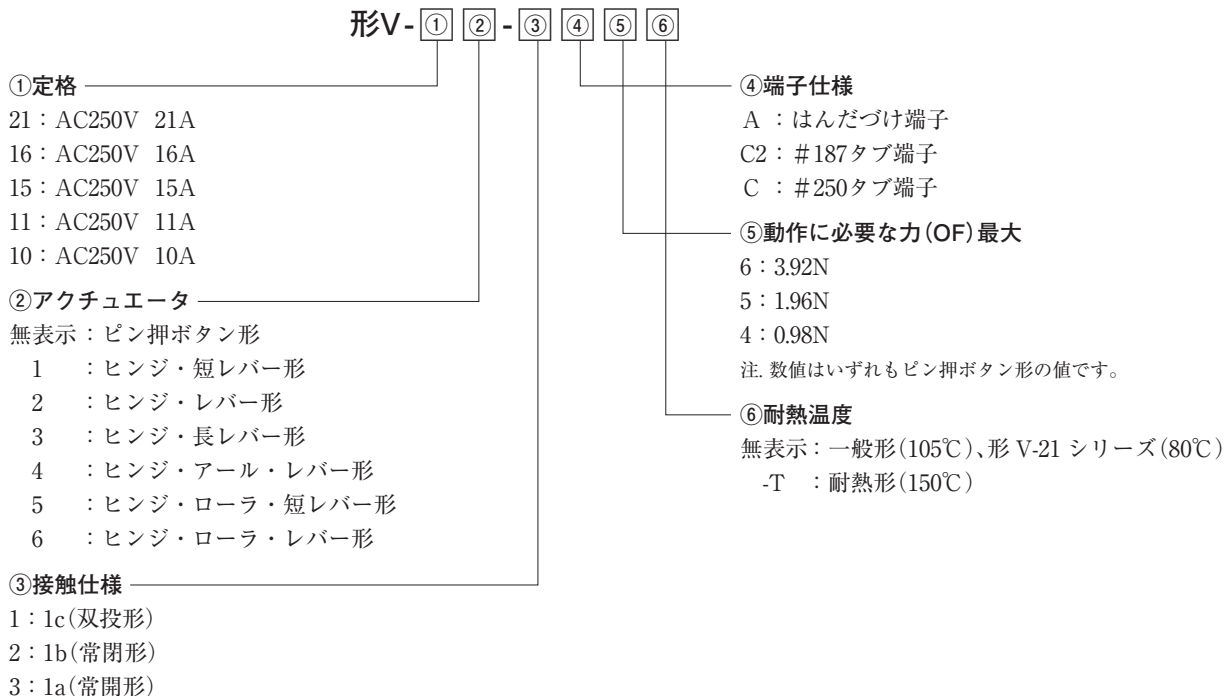 形V-①②-③④⑤⑥
①定格
21：AC250V 21A
16：AC250V 16A
15：AC250V 15A
11：AC250V 11A
10：AC250V 10A
②アクチュエータ
無表示：ピン押ボタン形
1 ：ヒンジ・短レバー形
2 ：ヒンジ・レバー形
3 ：ヒンジ・長レバー形
4 ：ヒンジ・アール・レバー形
5 ：ヒンジ・ローラ・短レバー形
6 ：ヒンジ・ローラ・レバー形
③接触仕様
1：1c(双投形)
2：1b(常閉形)
3：1a(常開形)
④端子仕様
A ：はんだづけ端子
C2：＃187タブ端子
C ：＃250タブ端子
⑤動作に必要な力(OF)最大
6：3.92N
5：1.96N
4：0.98N
注. 数値はいずれもピン押ボタン形の値です。
⑥耐熱温度
無表示：一般形(105℃)、形 V-21 シリーズ(80℃)
-T ：耐熱形(150℃)